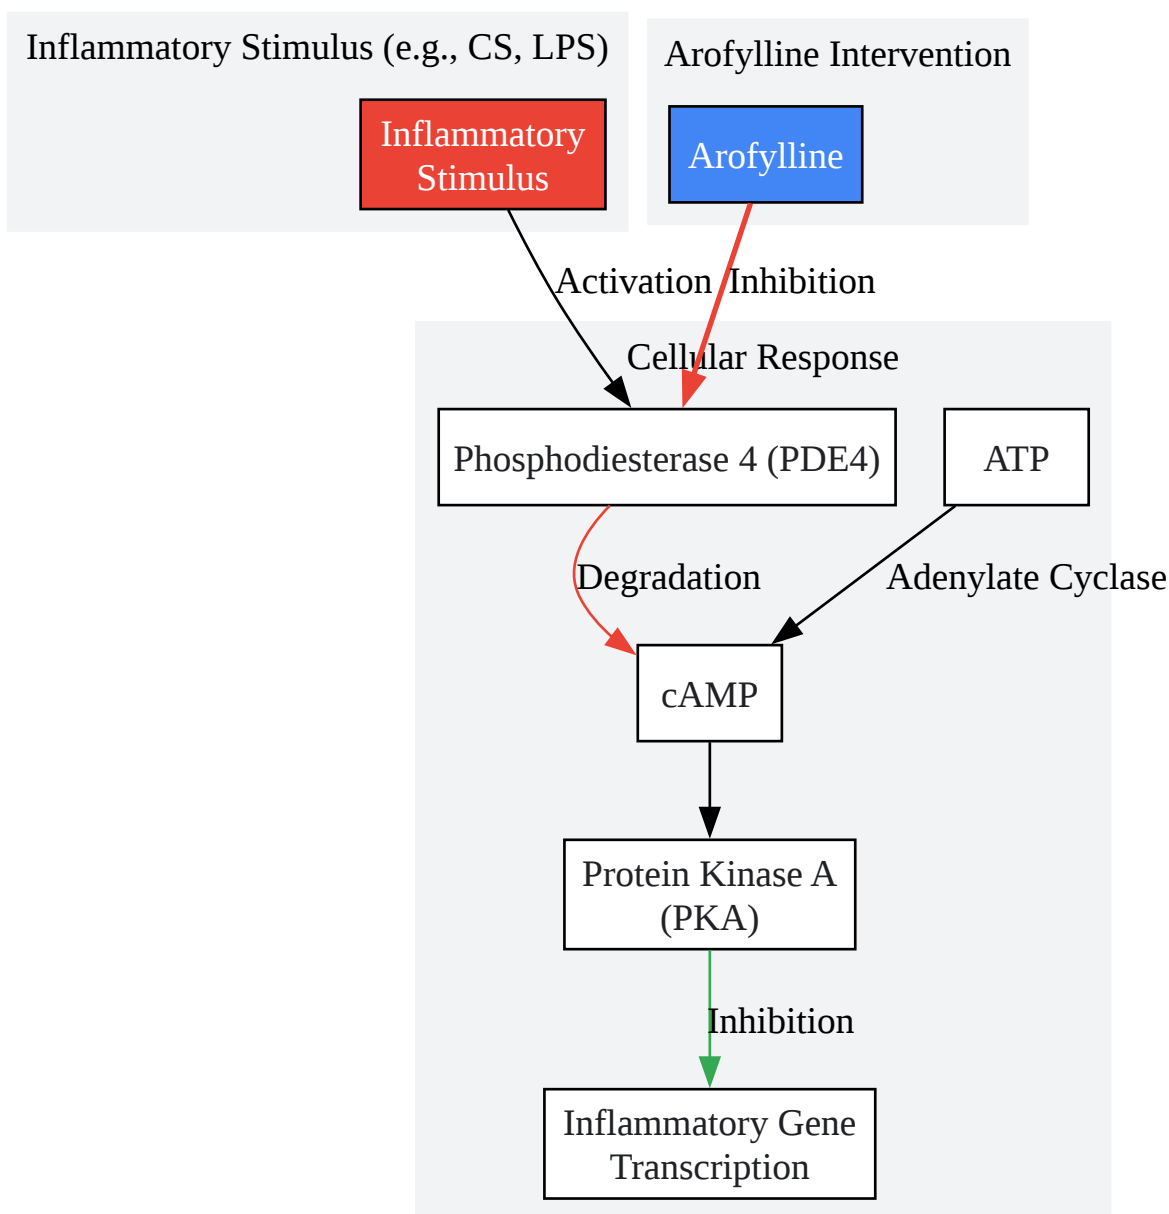 Inflammatory Stimulus (e.g., CS, LPS)
Arofylline Intervention
Inflammatory
Stimulus
Arofylline
Activation
Inhibition
Cellular Response
Phosphodiesterase 4 (PDE4)
ATP
Degradation
Adenylate Cyclase
cAMP
Protein Kinase A
(PKA)
Inhibition
Inflammatory Gene
Transcription